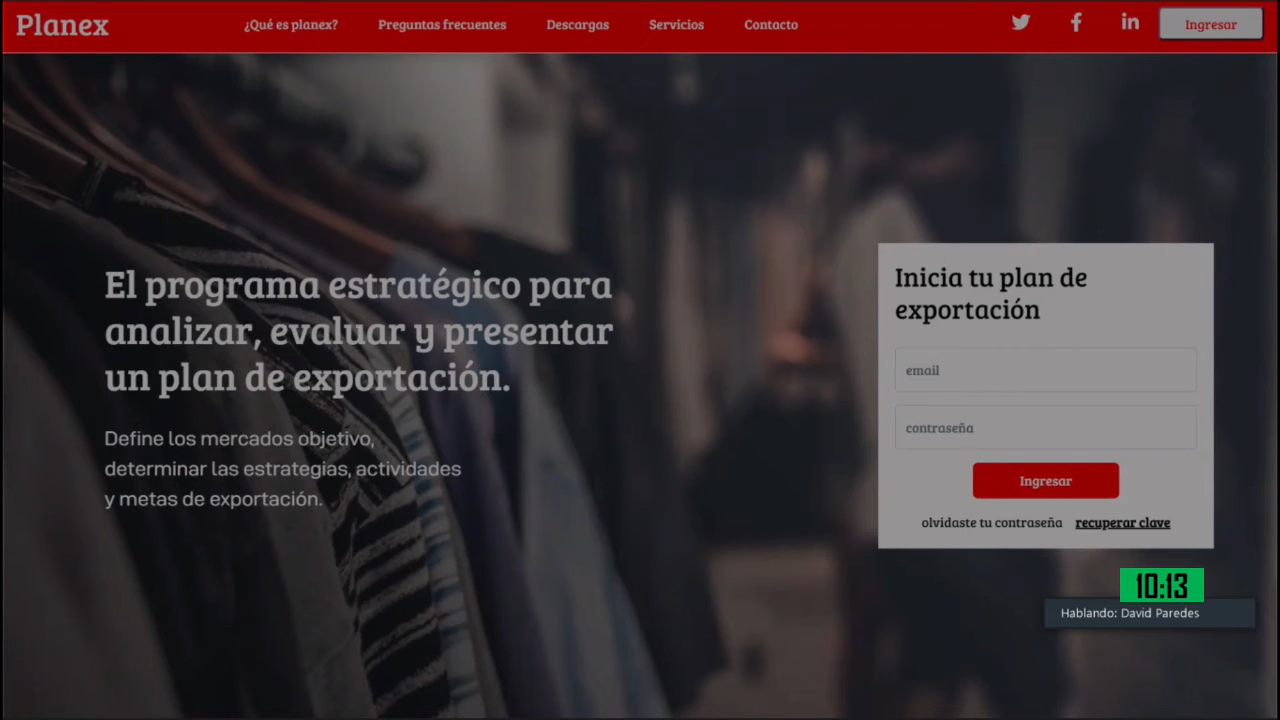 Planex
¿Qué es planex?
Preguntas frecuentes
Descargas
Servicios
Contacto
Ingresar
El programa estratégico para
analizar, evaluar y presentar
un plan de exportación.
Define los mercados objetivo,
determinar las estrategias, actividades
y metas de exportación.
Inicia tu plan de
exportación
email
contraseña
Ingresar
olvidaste tu contraseña recuperar clave
10:13
Hablando: David Paredes